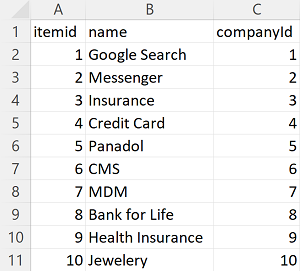 A B C
1 itemid name companyId
2 1 Google Search 1
3 2 Messenger 2
4 3 Insurance 3
5 4 Credit Card 4
6 5 Panadol 5
7 6 CMS 6
8 7 MDM 7
9 8 Bank for Life 8
10 9 Health Insurance 9
11 10 Jewelery 10